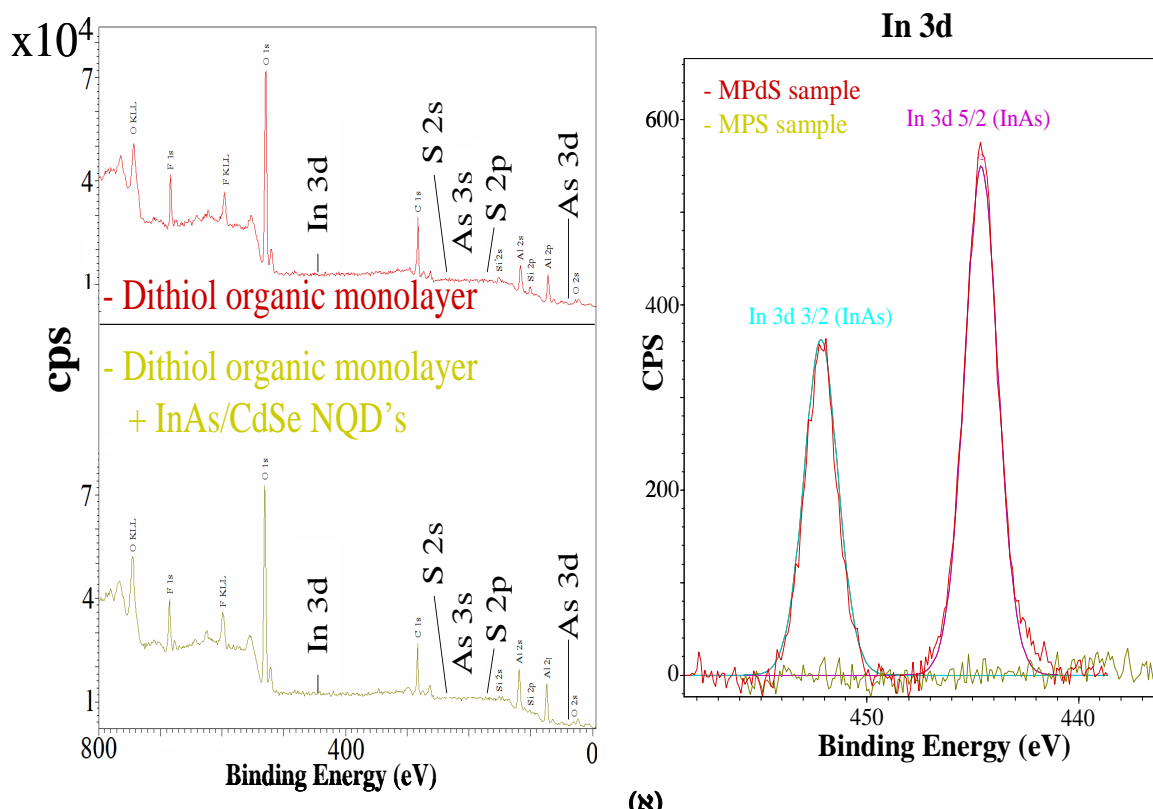 x10⁴
7
4
1
O KLL
F 1s
F KLL
O 1s
In 3d
C 1s
S 2s
As 3s
S 2p
Si 2s
Al 2s
Si 2p
Al 2p
As 3d
O 2s
- Dithiol organic monolayer
cps
- Dithiol organic monolayer
+ InAs/CdSe NQD's
7
4
1
O KLL
F 1s
F KLL
O 1s
In 3d
C 1s
S 2s
As 3s
S 2p
Si 2s
Al 2s
Si 2p
As 3d
O 2s
800
400
0
Binding Energy (eV)
In 3d
- MPdS sample
- MPS sample
In 3d 5/2 (InAs)
In 3d 3/2 (InAs)
600
400
200
0
CPS
450
440
Binding Energy (eV)